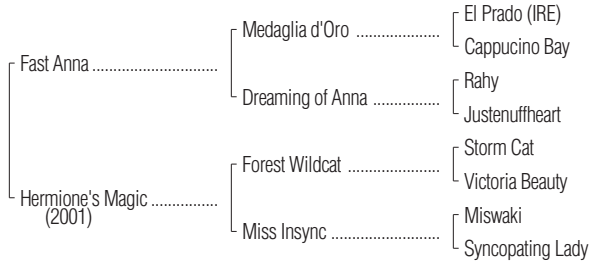 El Prado (IRE)
Medaglia d'Oro ..................
Cappucino Bay
Fast Anna ...........................
Rahy
Dreaming of Anna ................
Justenuffheart
Storm Cat
Forest Wildcat ...................
Victoria Beauty
Hermione's Magic ..............
(2001)
Miswaki
Miss Insync .......................
Syncopating Lady